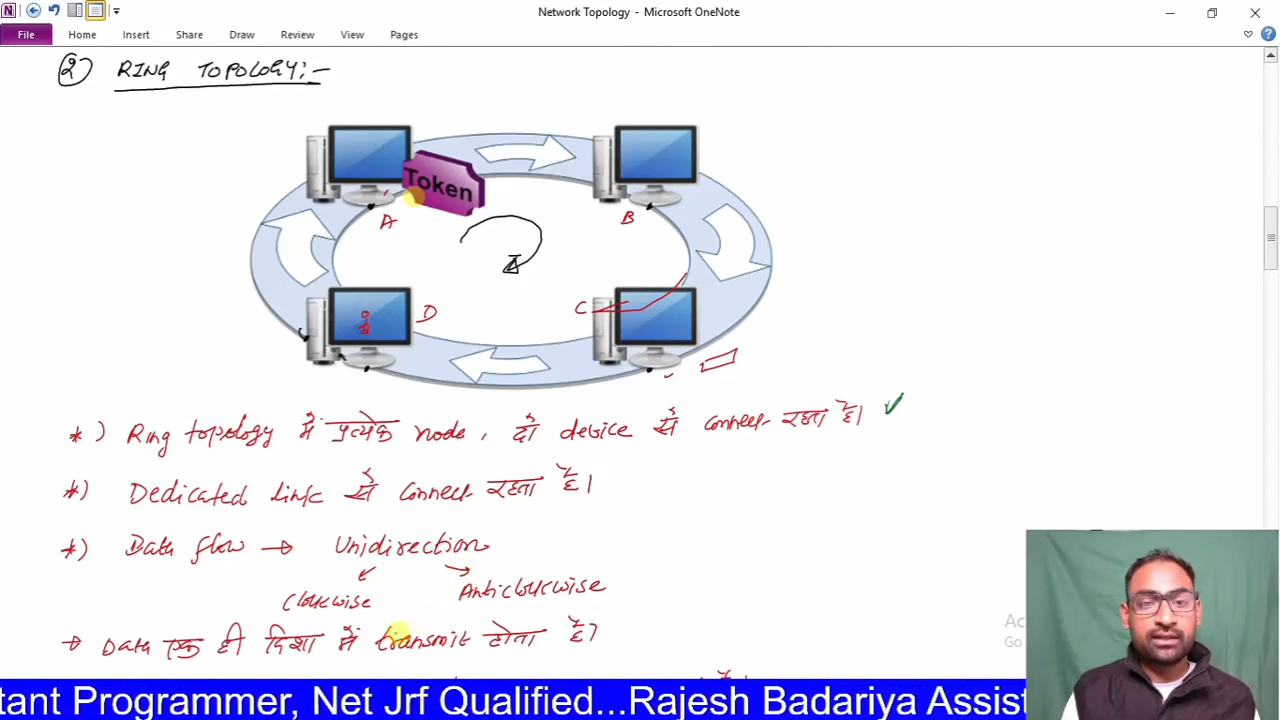 Network Topology - Microsoft OneNote
File Home Insert Share Draw Review View Pages
2 RING TOPOLOGY:-
Token
A B
C D
*) Ring topology में प्रत्येक node, दो device से connect रहता है। ✓
*) Dedicated link से connect रहता है।
*) Data flow → Unidirection
Clockwise Anticlockwise
→ Data एक ही दिशा में transmit होता है।
Ac
Go
tant Programmer, Net Jrf Qualified...Rajesh Badariya Assist